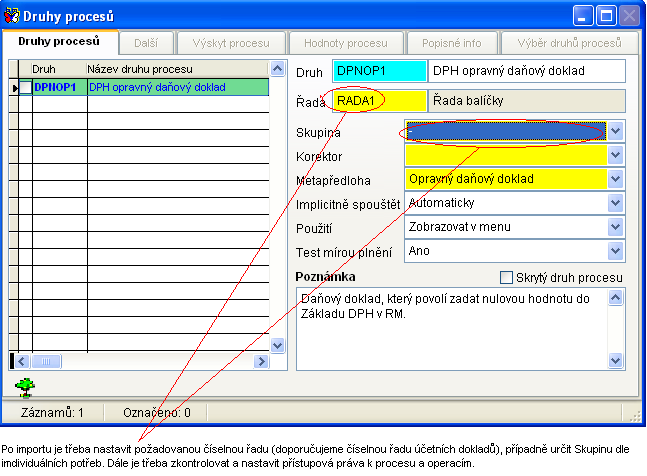 Druhy procesů
Druhy procesů Další Výskyt procesu Hodnoty procesu Popisné info Výběr druhů procesů
Druh Název druhu procesu
DPNOP1 DPH opravný daňový doklad
Druh DPNOP1 DPH opravný daňový doklad
Řada RADA1 Řada balíčky
Skupina -
Korektor
Metapředloha Opravný daňový doklad
Implicitně spouštět Automaticky
Použití Zobrazovat v menu
Test mírou plnění Ano
Poznámka Skrytý druh procesu
Daňový doklad, který povolí zadat nulovou hodnotu do
Základu DPH v RM.
Záznamů: 1 Označeno: 0
Po importu je třeba nastavit požadovanou číselnou řadu (doporučujeme číselnou řadu účetních dokladů), případně určit Skupinu dle
individuálních potřeb. Dále je třeba zkontrolovat a nastavit přístupová práva k procesu a operacím.